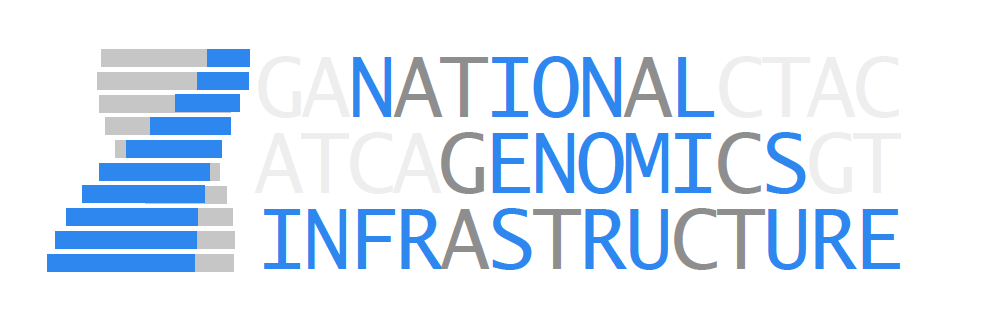 GANATIONALCTAC
ATCAGENOMICSGT
INFRASTRUCTURE